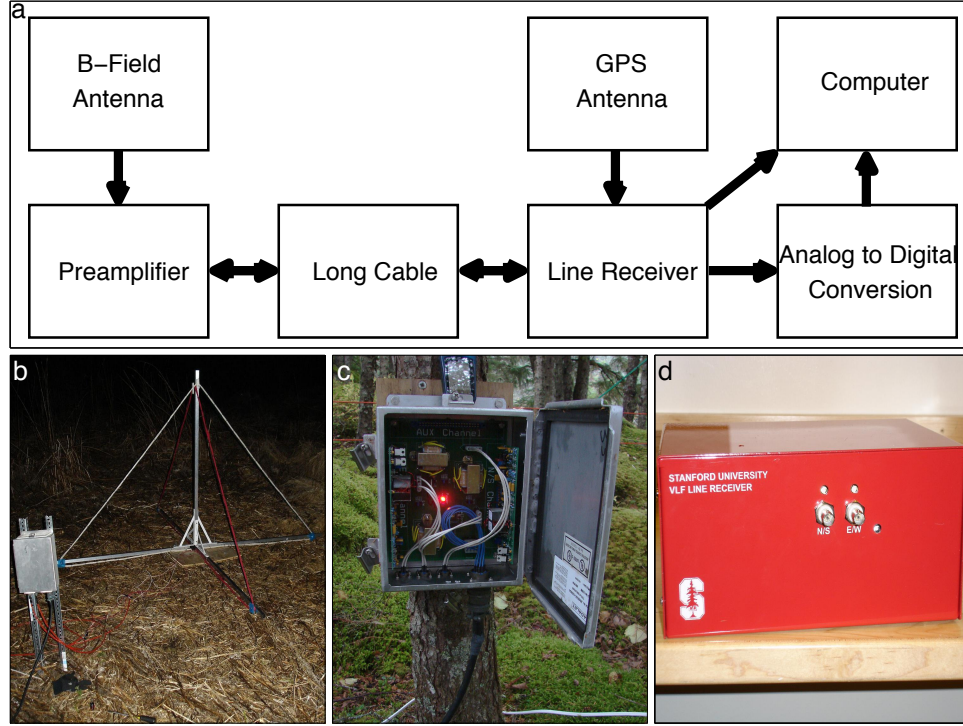 a
B–Field
Antenna
GPS
Antenna
Computer
Preamplifier
Long Cable
Line Receiver
Analog to Digital
Conversion
b
c
AUX Channel
d
STANFORD UNIVERSITY
VLF LINE RECEIVER
N/S
E/W
S